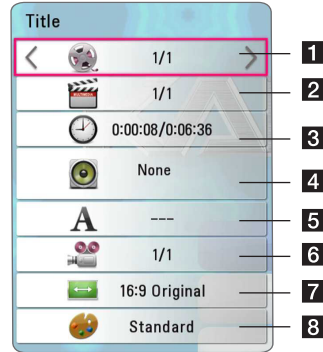 Title
1/1 1
1/1 2
0:00:08/0:06:36 3
None 4
A --- 5
1/1 6
16:9 Original 7
Standard 8